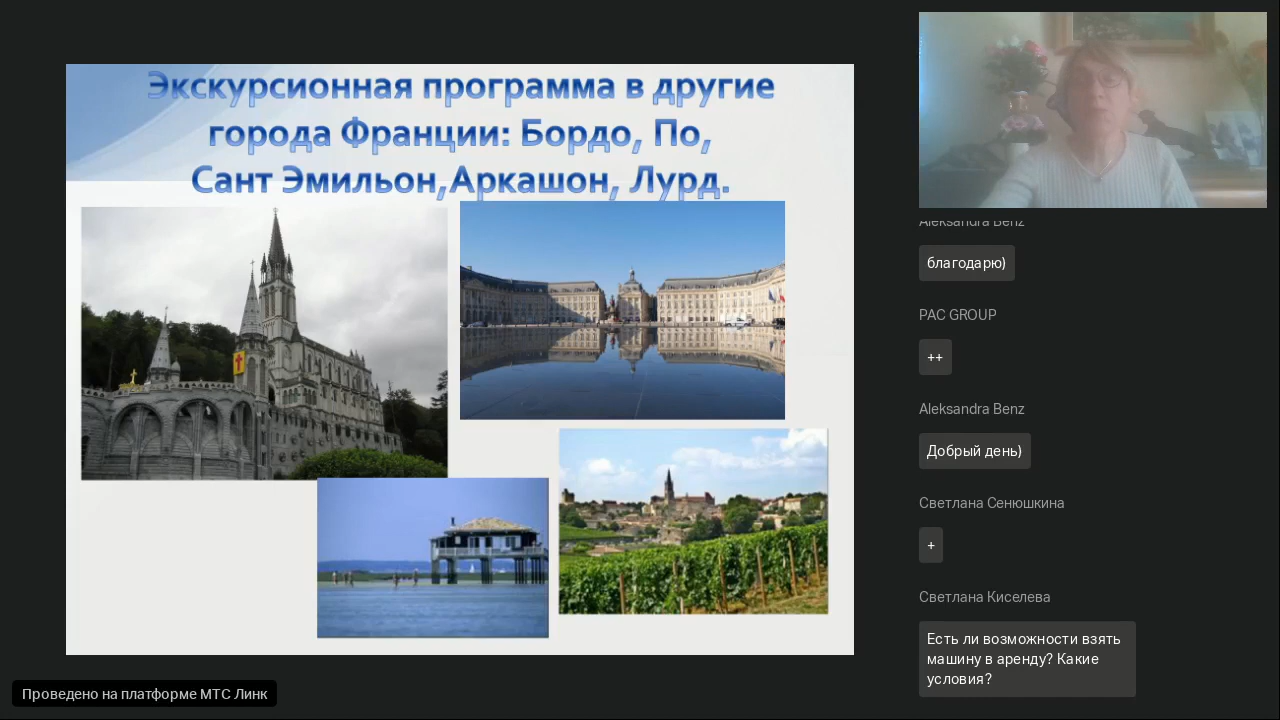 Экскурсионная программа в другие
города Франции: Бордо, По,
Сант Эмильон,Аркашон, Лурд.
Aleksandra Benz
благодарю)
PAC GROUP
++
Aleksandra Benz
Добрый день)
Светлана Сенюшкина
+
Светлана Киселева
Есть ли возможности взять
машину в аренду? Какие
условия?
Проведено на платформе МТС Линк